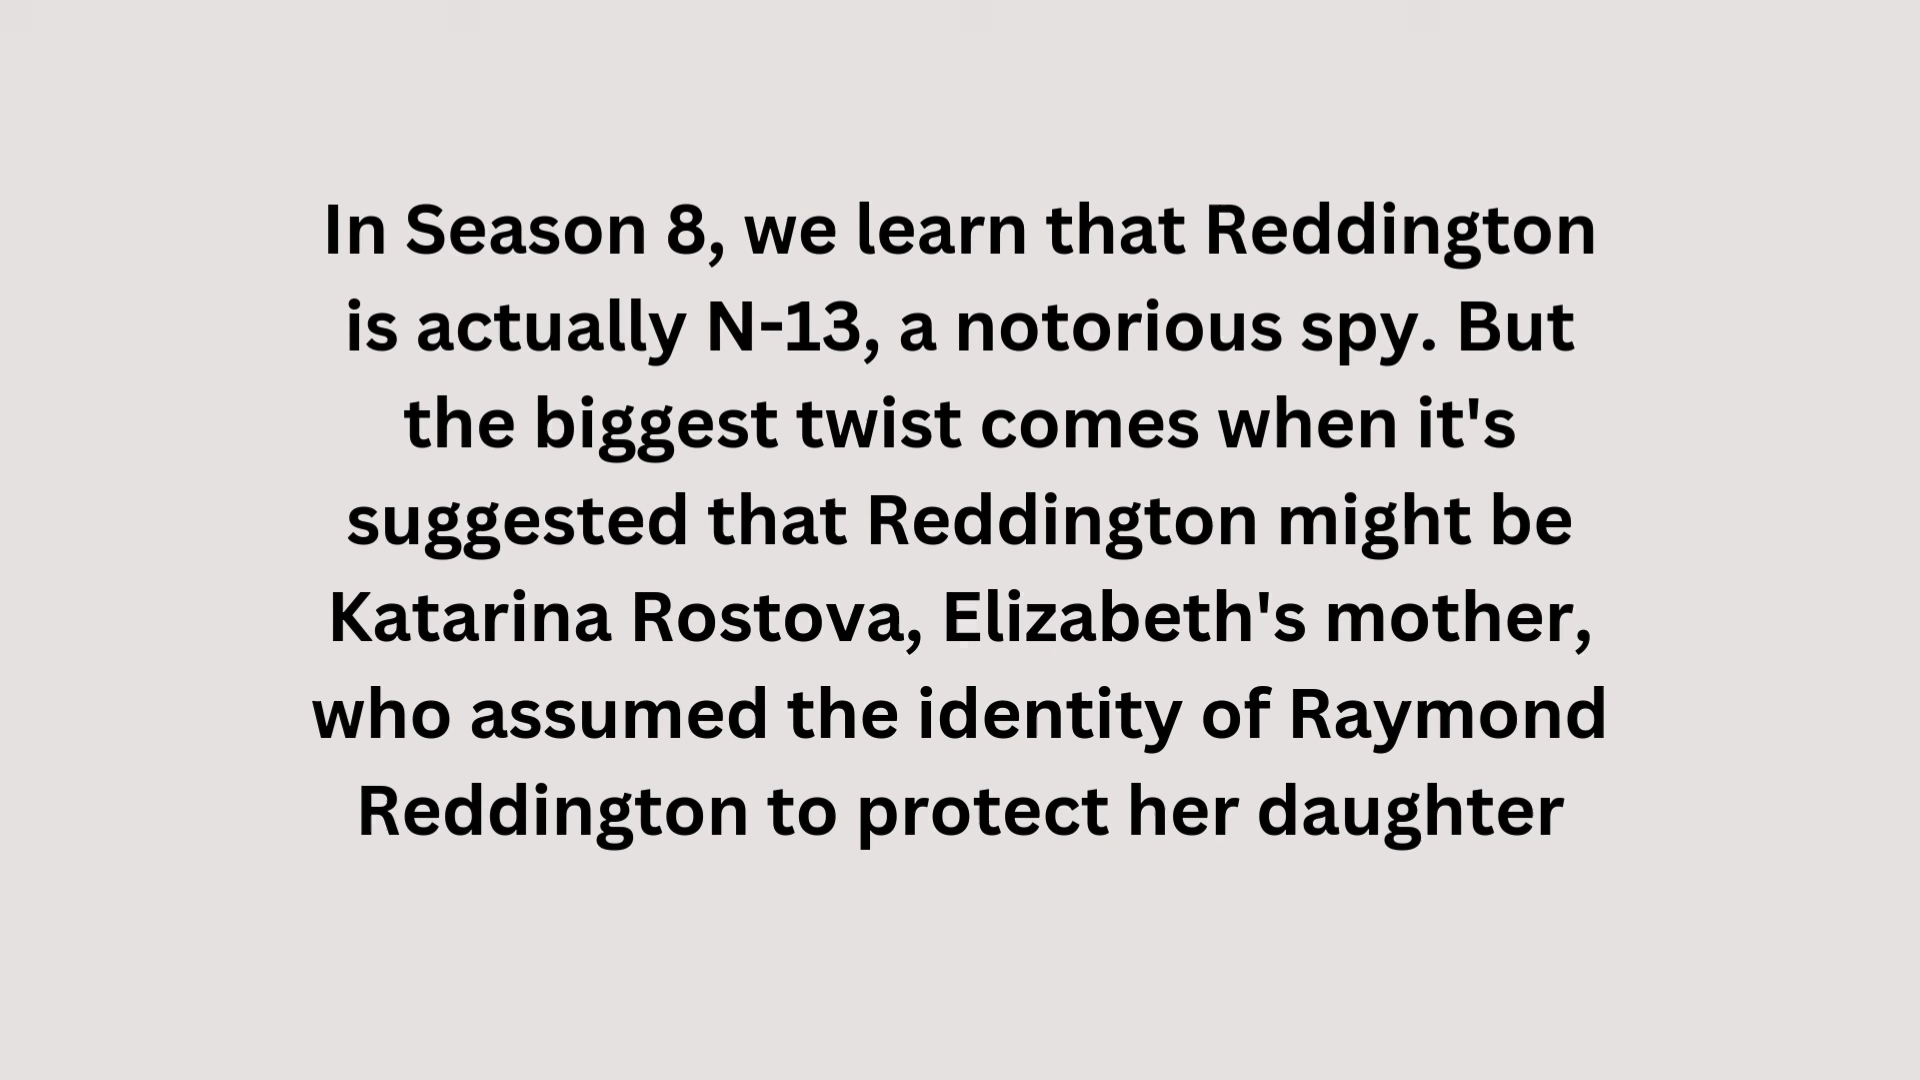 In Season 8, we learn that Reddington
is actually N-13, a notorious spy. But
the biggest twist comes when it's
suggested that Reddington might be
Katarina Rostova, Elizabeth's mother,
who assumed the identity of Raymond
Reddington to protect her daughter